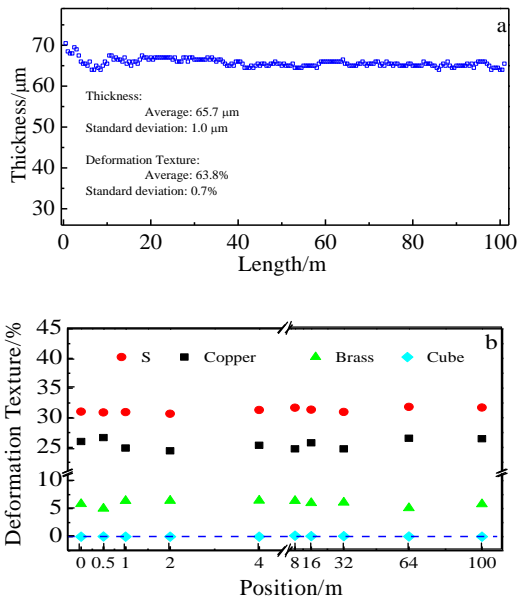 a
70
60
50
40
30
Thickness/μm
Thickness:
Average: 65.7 μm
Standard deviation: 1.0 μm
Deformation Texture:
Average: 63.8%
Standard deviation: 0.7%
0 20 40 60 80 100
Length/m
b
45
40
35
30
25
10
5
0
Deformation Texture/%
S Copper Brass Cube
0 0.5 1 2 4 8 16 32 64 100
Position/m